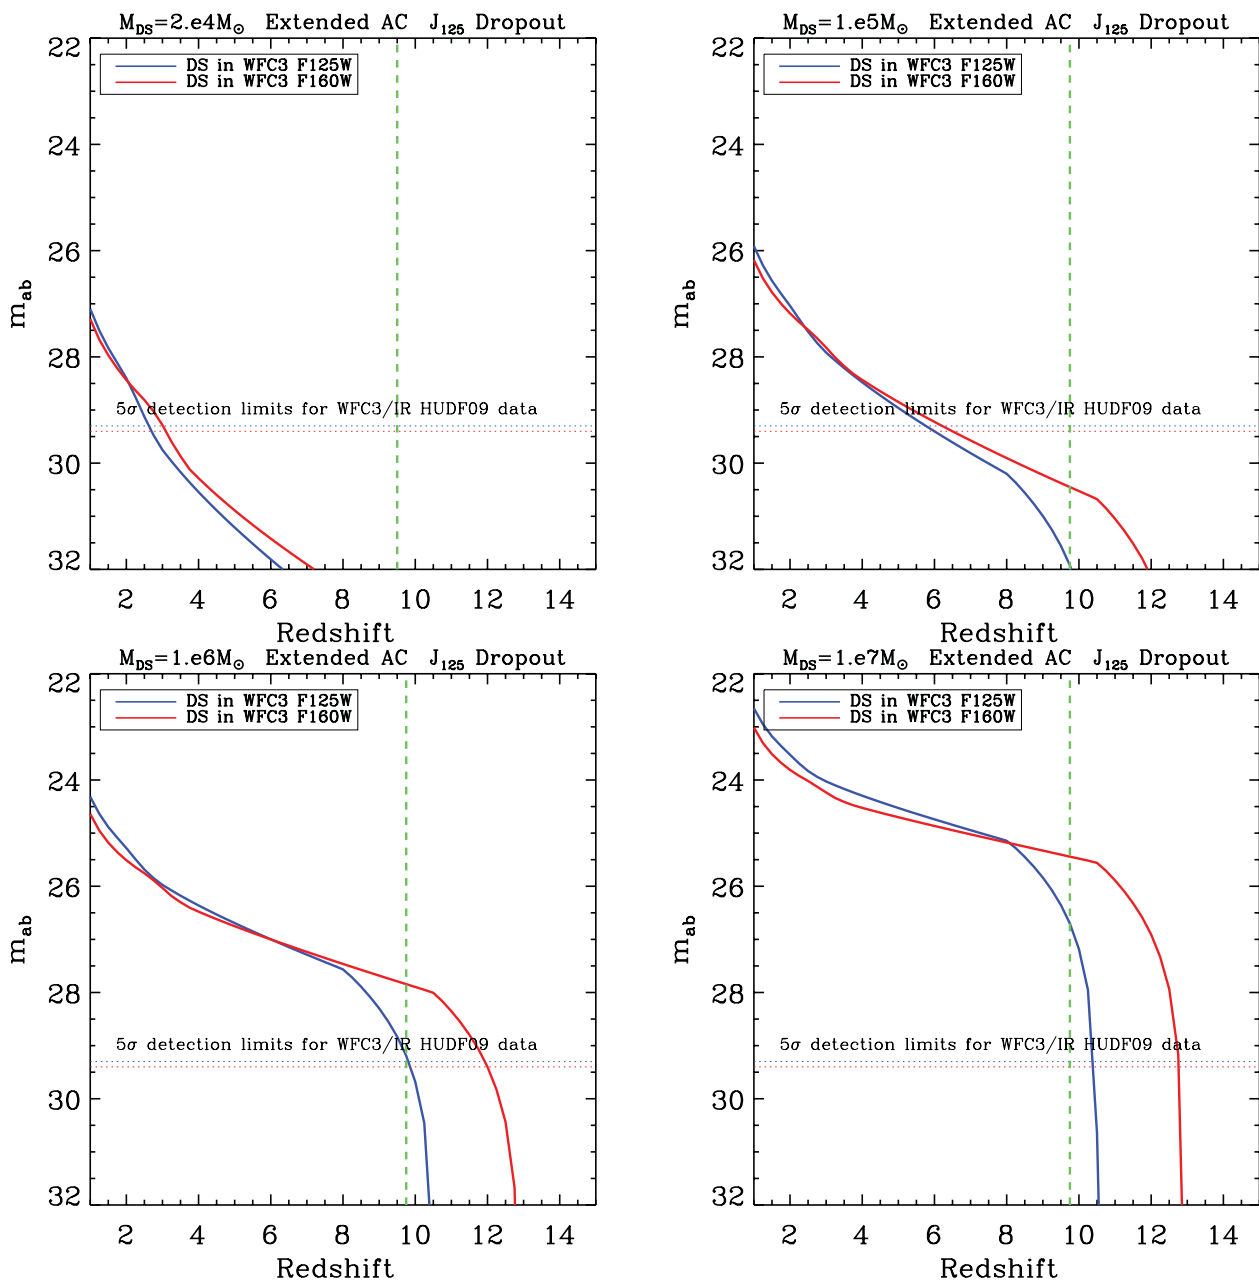 M_DS=2.e4M_⊙ Extended AC J_125 Dropout
22
24
26
28
30
32
m_ab
DS in WFC3 F125W
DS in WFC3 F160W
5σ detection limits for WFC3/IR HUDF09 data
2 4 6 8 10 12 14
Redshift
M_DS=1.e5M_⊙ Extended AC J_125 Dropout
22
24
26
28
30
32
m_ab
DS in WFC3 F125W
DS in WFC3 F160W
5σ detection limits for WFC3/IR HUDF09 data
2 4 6 8 10 12 14
Redshift
M_DS=1.e6M_⊙ Extended AC J_125 Dropout
22
24
26
28
30
32
m_ab
DS in WFC3 F125W
DS in WFC3 F160W
5σ detection limits for WFC3/IR HUDF09 data
2 4 6 8 10 12 14
Redshift
M_DS=1.e7M_⊙ Extended AC J_125 Dropout
22
24
26
28
30
32
m_ab
DS in WFC3 F125W
DS in WFC3 F160W
5σ detection limits for WFC3/IR HUDF09 data
2 4 6 8 10 12 14
Redshift